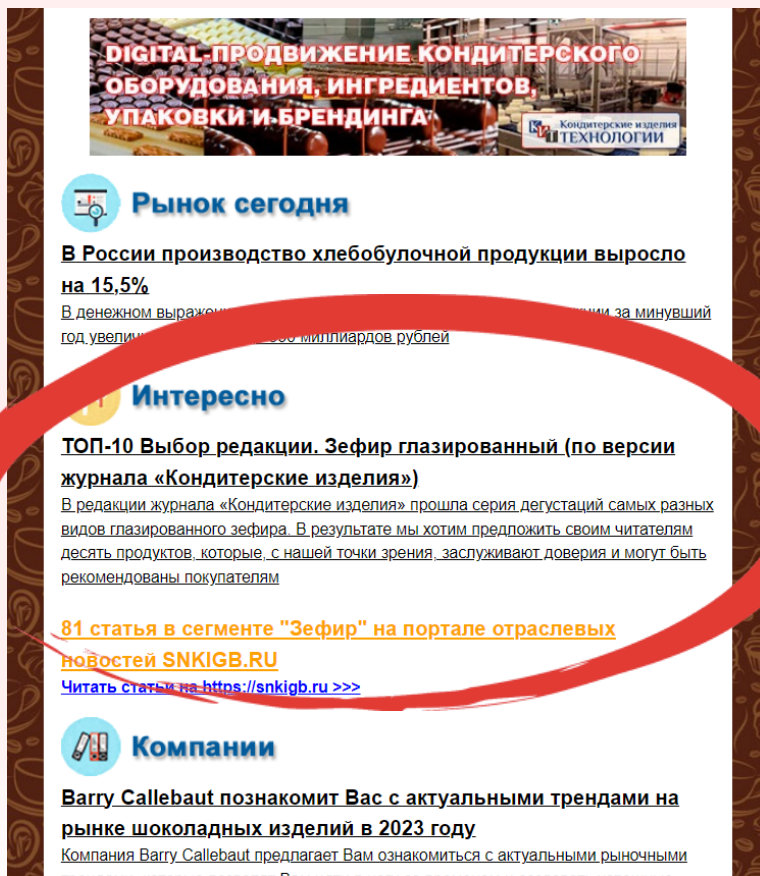 DIGITAL-ПРОДВИЖЕНИЕ КОНДИТЕРСКОГО
ОБОРУДОВАНИЯ, ИНГРЕДИЕНТОВ,
УПАКОВКИ И БРЕНДИНГА
Кондитерские изделия
ТЕХНОЛОГИИ
Рынок сегодня
В России производство хлебобулочной продукции выросло
на 15,5%
В денежном за минувший
год миллиардов рублей
Интересно
ТОП-10 Выбор редакции. Зефир глазированный (по версии
журнала «Кондитерские изделия»)
В редакции журнала «Кондитерские изделия» прошла серия дегустаций самых разных
видов глазированного зефира. В результате мы хотим предложить своим читателям
десять продуктов, которые, с нашей точки зрения, заслуживают доверия и могут быть
рекомендованы покупателям
81 статья в сегменте "Зефир" на портале отраслевых
новостей SNKIGB.RU
Читать статьи на https://snkigb.ru >>>
Компании
Barry Callebaut познакомит Вас с актуальными трендами на
рынке шоколадных изделий в 2023 году
Компания Barry Callebaut предлагает Вам ознакомиться с актуальными рыночными